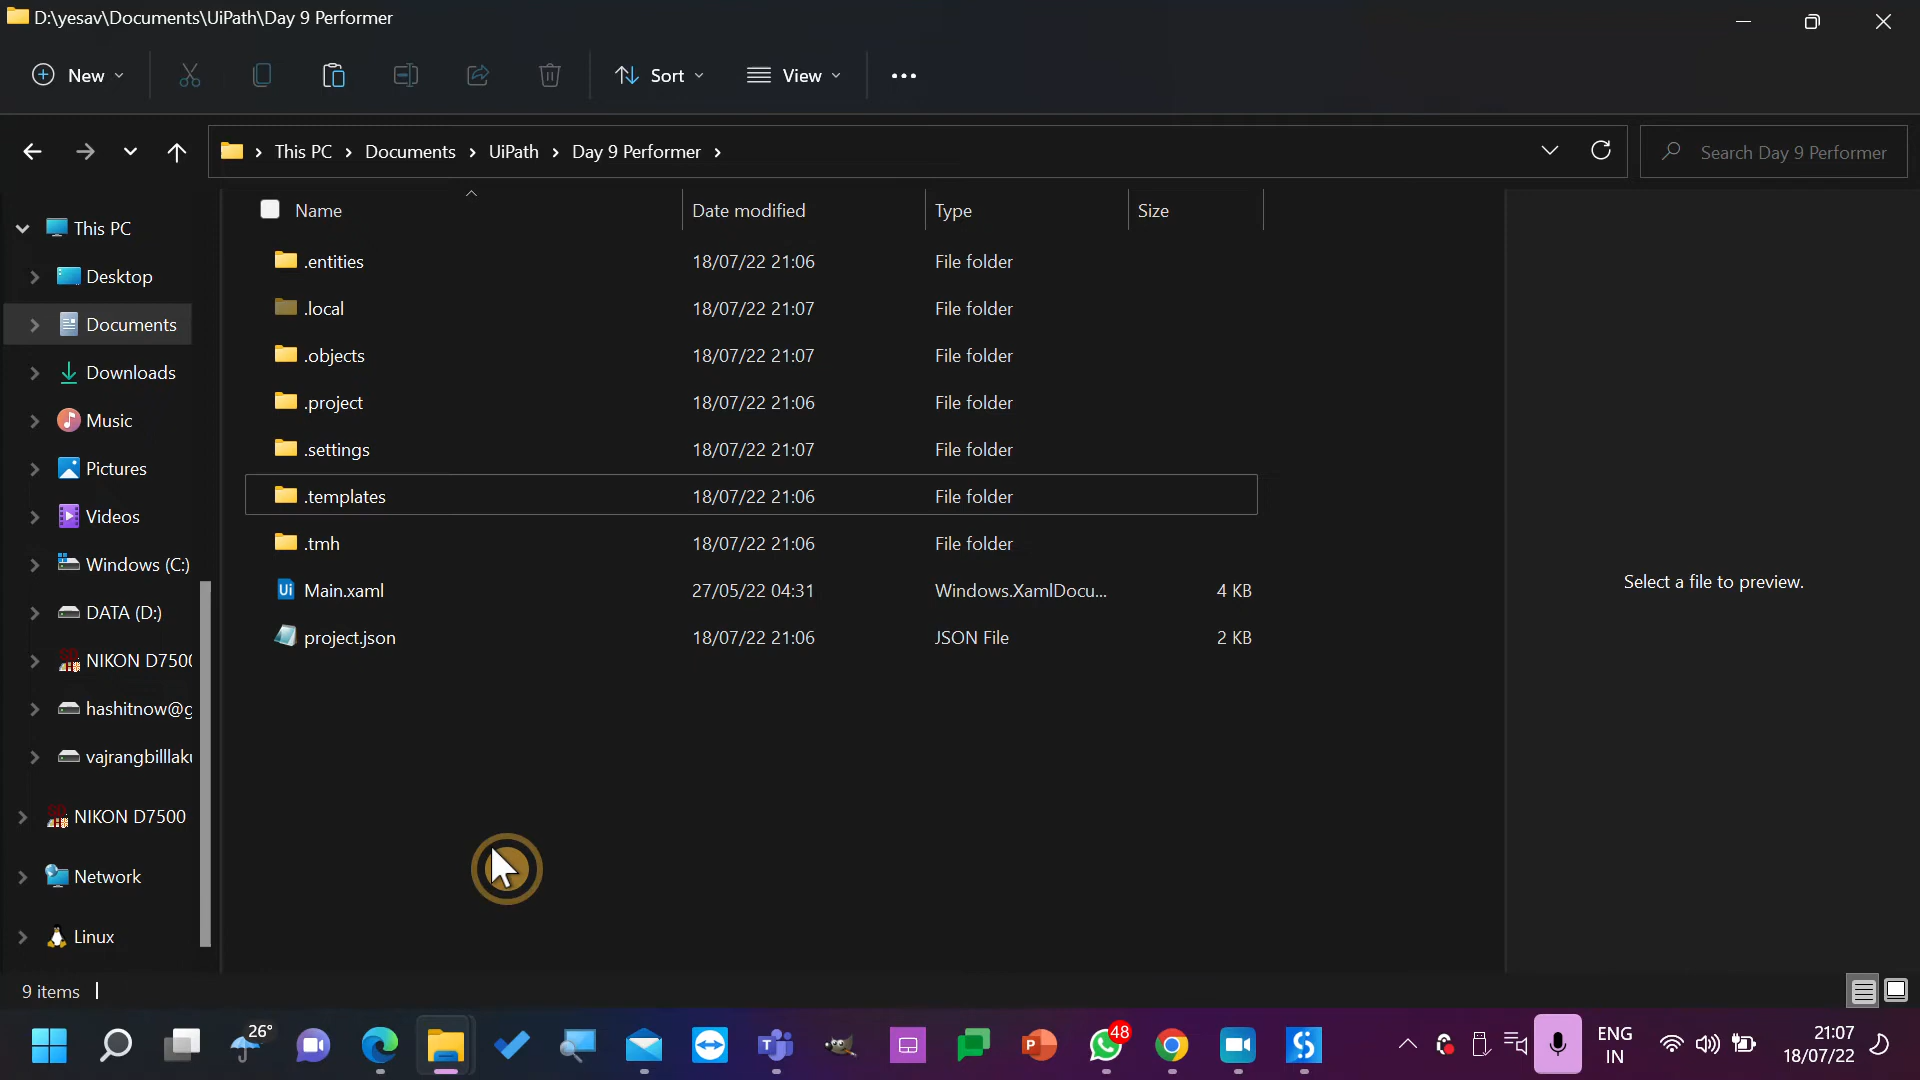 D:\yesav\Documents\UiPath\Day 9 Performer
New
Sort
View
This PC
Documents
UiPath
Day 9 Performer
Search Day 9 Performer
Name
Date modified
Type
Size
.entities 18/07/22 21:06 File folder
.local 18/07/22 21:07 File folder
.objects 18/07/22 21:07 File folder
.project 18/07/22 21:06 File folder
.settings 18/07/22 21:07 File folder
.templates 18/07/22 21:06 File folder
.tmh 18/07/22 21:06 File folder
Main.xaml 27/05/22 04:31 Windows.XamlDocu... 4 KB
project.json 18/07/22 21:06 JSON File 2 KB
This PC
Desktop
Documents
Downloads
Music
Pictures
Videos
Windows (C:)
DATA (D:)
NIKON D7500
hashitnow@g
vajrangbilllaku
NIKON D7500
Network
Linux
Select a file to preview.
9 items
26°
48
ENG
IN
21:07
18/07/22